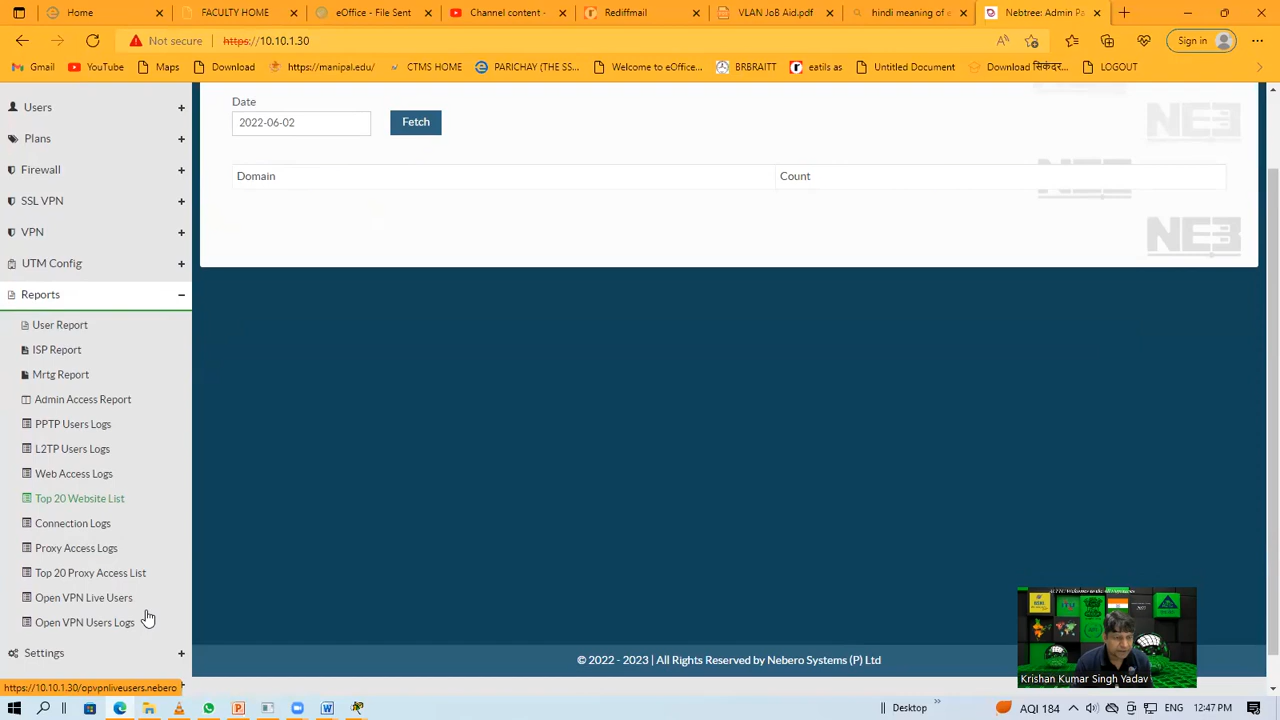 Home
FACULTY HOME
eOffice - File Sent
Channel content -
Rediffmail
VLAN JoB Aid.pdf
hindi meaning of e
Nebtree: Admin Pa
Not secure
https://10.10.1.30
Sign in
Gmail
YouTube
Maps
Download
https://manipal.edu/
CTMS HOME
PARICHAY (THE SS...
Welcome to eOffice...
BRBRAITT
eatils as
Untitled Document
Download सिकंदर...
LOGOUT
Users
Plans
Firewall
SSL VPN
VPN
UTM Config
Reports
User Report
ISP Report
Mrtg Report
Admin Access Report
PPTP Users Logs
L2TP Users Logs
Web Access Logs
Top 20 Website List
Connection Logs
Proxy Access Logs
Top 20 Proxy Access List
Open VPN Live Users
Open VPN Users Logs
Settings
https://10.10.1.30/opvpnliveusers.nebero
Date
2022-06-02
Fetch
Domain
Count
© 2022 - 2023 | All Rights Reserved by Nebero Systems (P) Ltd
Krishan Kumar Singh Yadav
Desktop
AQI 184
ENG
12:47 PM